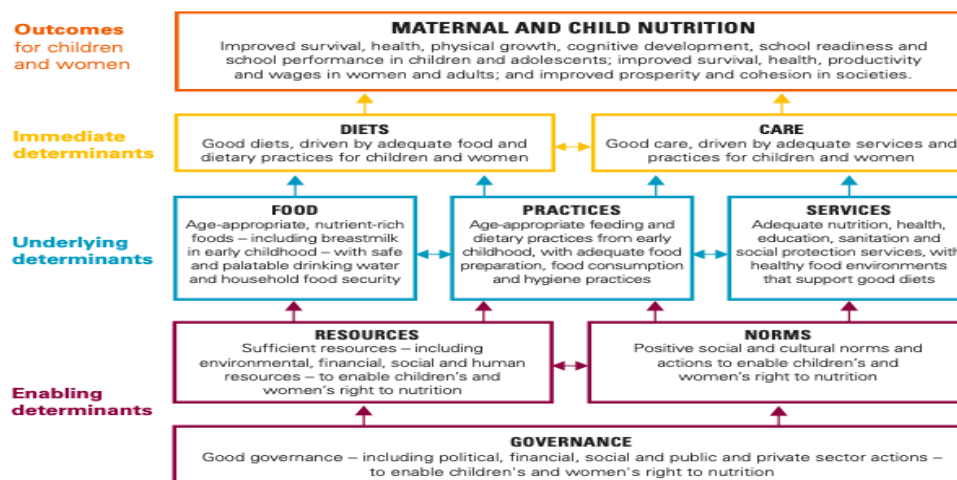 Outcomes
for children
and women
MATERNAL AND CHILD NUTRITION
Improved survival, health, physical growth, cognitive development, school readiness and
school performance in children and adolescents; improved survival, health, productivity
and wages in women and adults; and improved prosperity and cohesion in societies.
Immediate
determinants
DIETS
Good diets, driven by adequate food and
dietary practices for children and women
CARE
Good care, driven by adequate services and
practices for children and women
Underlying
determinants
FOOD
Age-appropriate, nutrient-rich
foods – including breastmilk
in early childhood – with safe
and palatable drinking water
and household food security
PRACTICES
Age-appropriate feeding and
dietary practices from early
childhood, with adequate food
preparation, food consumption
and hygiene practices
SERVICES
Adequate nutrition, health,
education, sanitation and
social protection services, with
healthy food environments
that support good diets
Enabling
determinants
RESOURCES
Sufficient resources – including
environmental, financial, social and human
resources – to enable children's and
women's right to nutrition
NORMS
Positive social and cultural norms and
actions to enable children's and
women's right to nutrition
GOVERNANCE
Good governance – including political, financial, social and public and private sector actions –
to enable children's and women's right to nutrition